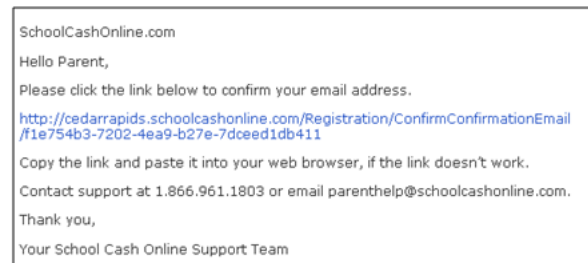 SchoolCashOnline.com
Hello Parent,
Please click the link below to confirm your email address.
http://cedarrapids.schoolcashonline.com/Registration/ConfirmConfirmationEmail
/f1e754b3-7202-4ea9-b27e-7dceed1db411
Copy the link and paste it into your web browser, if the link doesn't work.
Contact support at 1.866.961.1803 or email parenthelp@schoolcashonline.com.
Thank you,
Your School Cash Online Support Team